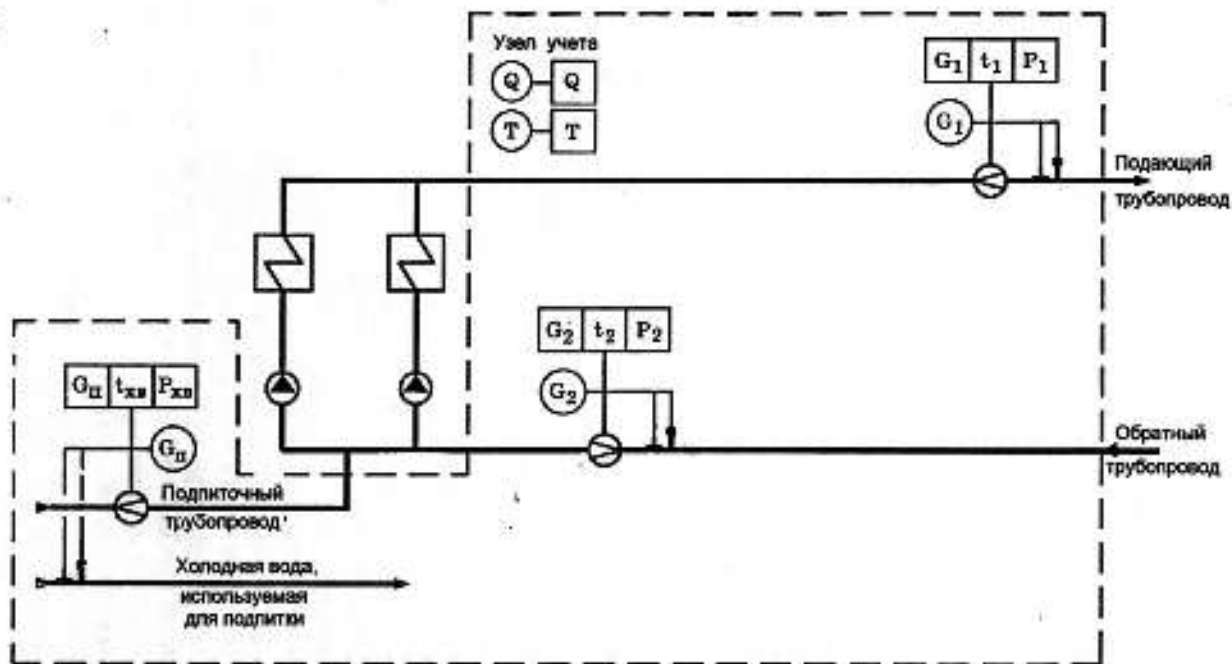 Узел учета
Q Q
T T
G₁ t₁ P₁
G₁
Подающий
трубопровод
G₂ t₂ P₂
G₂
Обратный
трубопровод
Gп tхв Pхв
Gп
Подпиточный
трубопровод
Холодная вода,
используемая
для подпитки